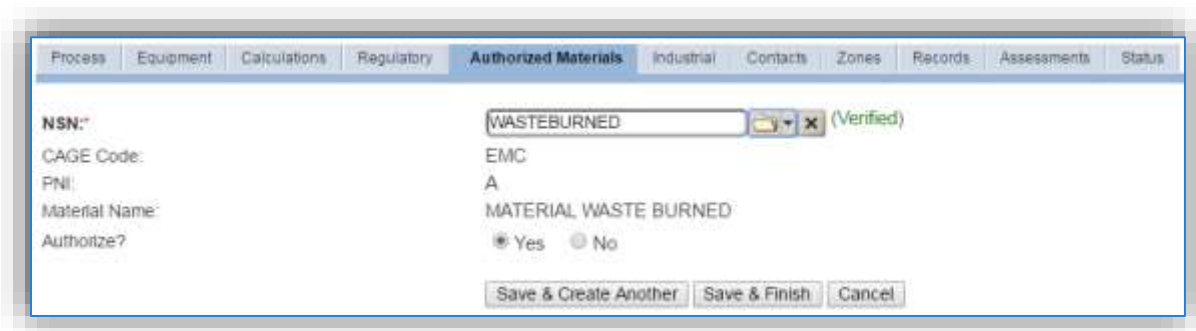 Process Equipment Calculations Regulatory Authorized Materials Industrial Contacts Zones Records Assessments Status
NSN:* WASTEBURNED (Verified)
CAGE Code: EMC
PNI: A
Material Name: MATERIAL WASTE BURNED
Authorize? Yes No
Save & Create Another Save & Finish Cancel